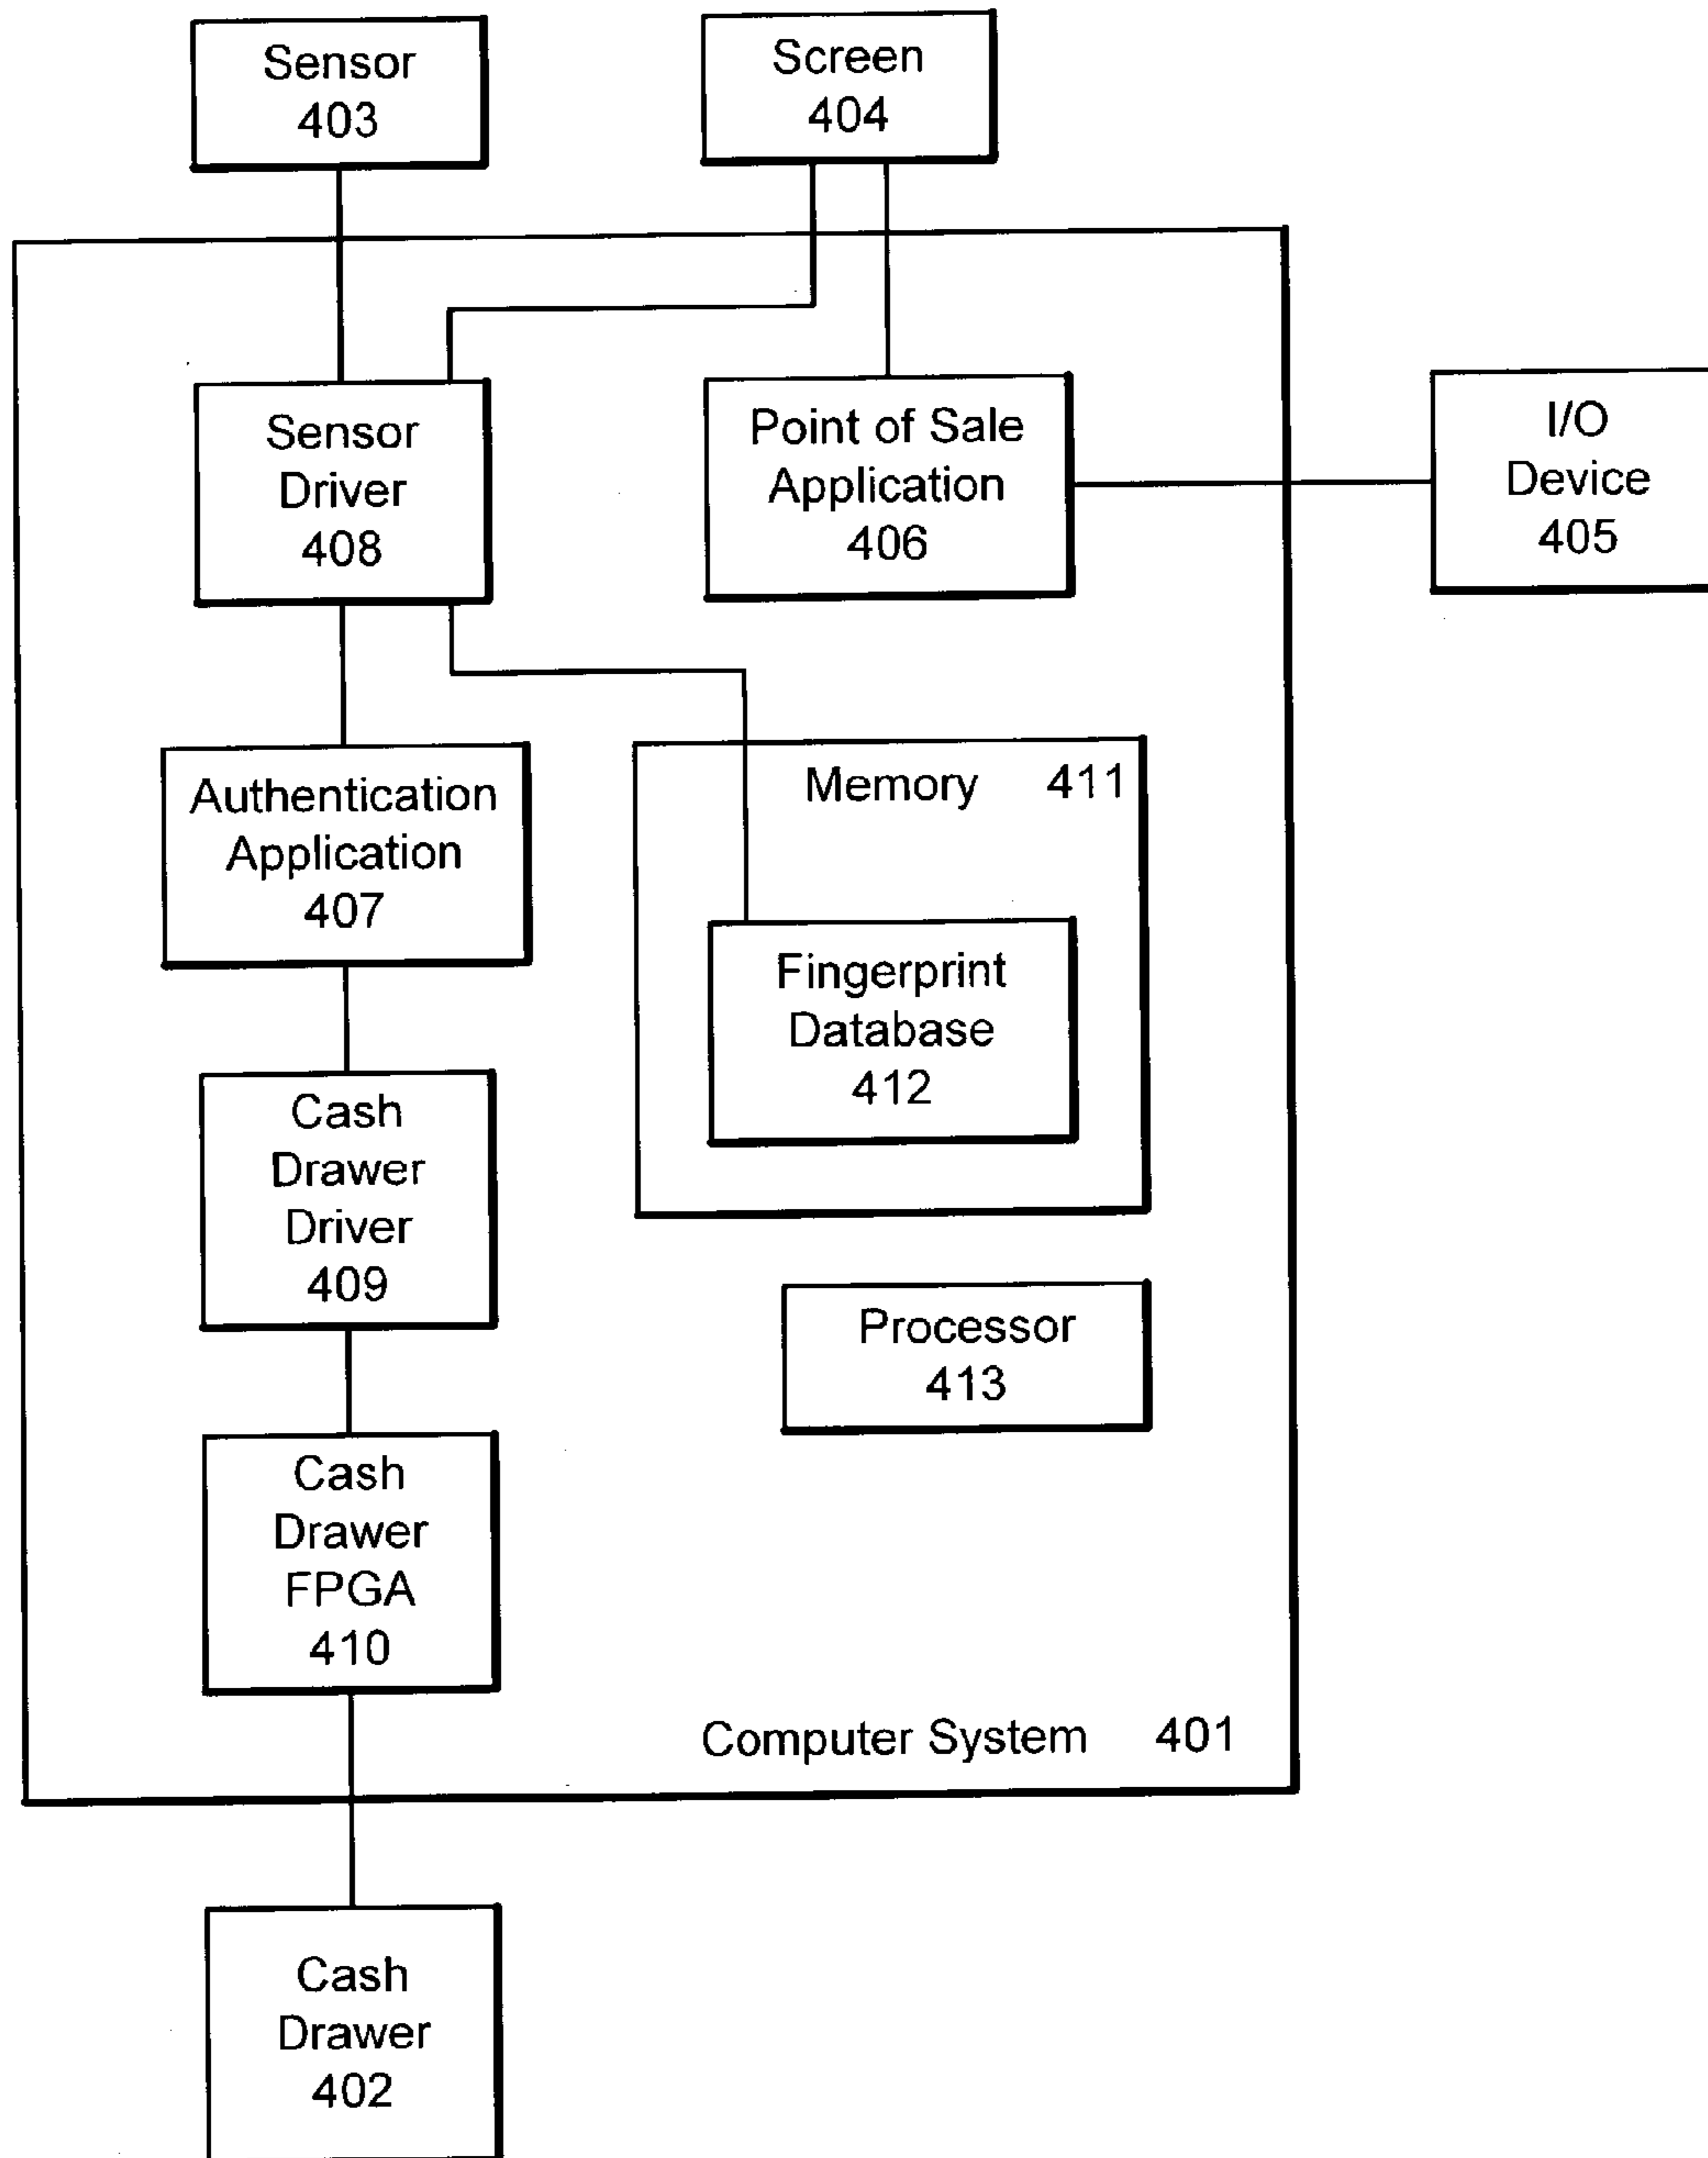 Sensor
403
Screen
404
Sensor
Driver
408
Point of Sale
Application
406
I/O
Device
405
Authentication
Application
407
Memory 411
Fingerprint
Database
412
Cash
Drawer
Driver
409
Processor
413
Cash
Drawer
FPGA
410
Computer System 401
Cash
Drawer
402